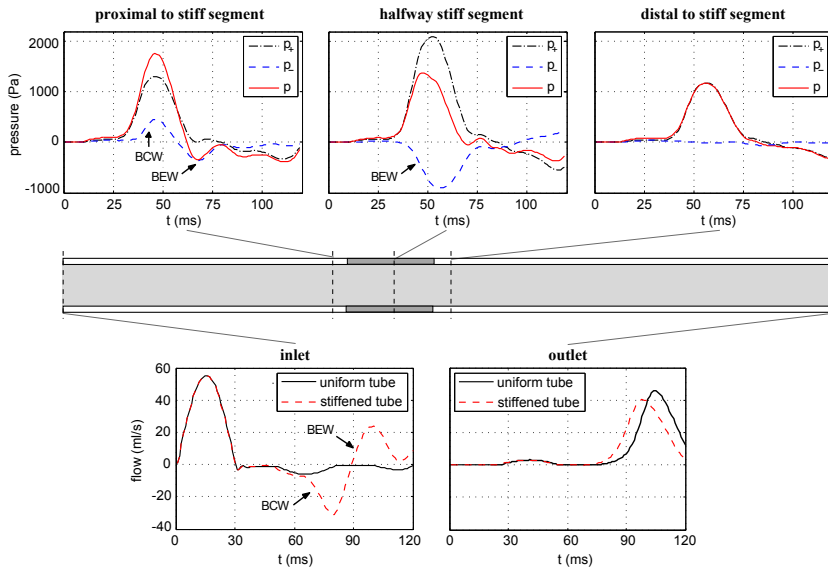 proximal to stiff segment
halfway stiff segment
distal to stiff segment
pressure (Pa)
2000
1000
0
-1000
p+
p-
p
BCW
BEW
0 25 50 75 100
t (ms)
p+
p-
p
BEW
0 25 50 75 100
t (ms)
p+
p-
p
0 25 50 75 100
t (ms)
inlet
flow (ml/s)
60
40
20
0
-20
-40
uniform tube
stiffened tube
BEW
BCW
0 30 60 90 120
t (ms)
outlet
uniform tube
stiffened tube
0 30 60 90 120
t (ms)